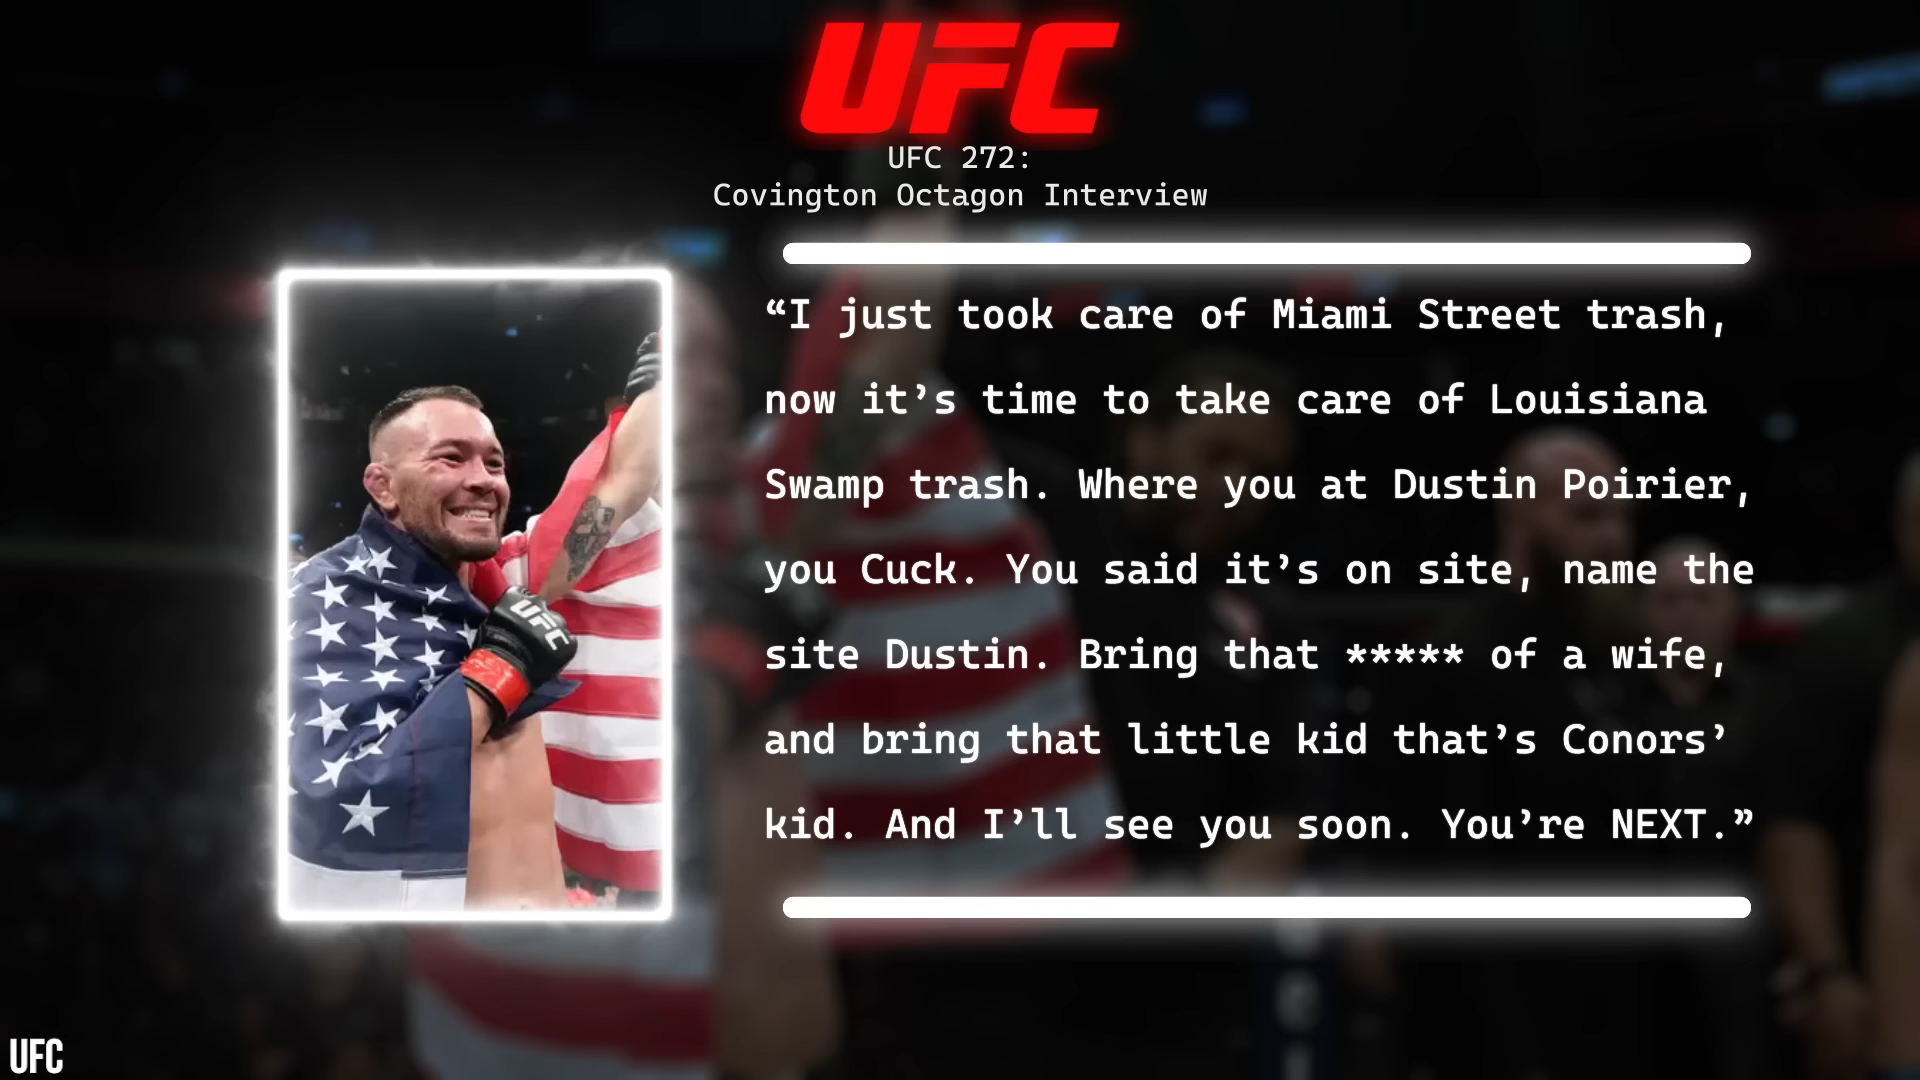 UFC
UFC 272:
Covington Octagon Interview
“I just took care of Miami Street trash,
now it’s time to take care of Louisiana
Swamp trash. Where you at Dustin Poirier,
you Cuck. You said it’s on site, name the
site Dustin. Bring that ***** of a wife,
and bring that little kid that’s Conors’
kid. And I’ll see you soon. You’re NEXT.”
UFC
UFC